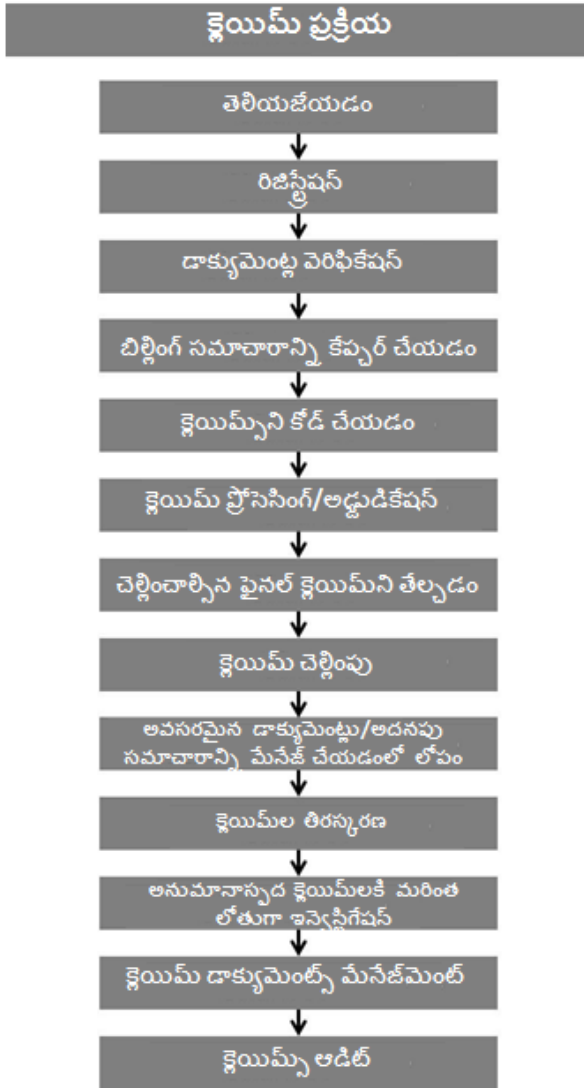 క్లెయిమ్ ప్రక్రియ
తెలియజేయడం
రిజిస్ట్రేషన్
డాక్యుమెంట్ల వెరిఫికేషన్
బిల్లింగ్ సమాచారాన్ని కేప్చర్ చేయడం
క్లెయిమ్స్‌ని కోడ్ చేయడం
క్లెయిమ్ ప్రోసెసింగ్/అడ్జుడికేషన్
చెల్లించాల్సిన ఫైనల్ క్లెయిమ్‌ని తేల్చడం
క్లెయిమ్ చెల్లింపు
అవసరమైన డాక్యుమెంట్లు/అదనపు
సమాచారాన్ని మేనేజ్ చేయడంలో లోపం
క్లెయిమ్‌ల తిరస్కరణ
అనుమానాస్పద క్లెయిమ్‌లకి మరింత
లోతుగా ఇన్వెస్టిగేషన్
క్లెయిమ్ డాక్యుమెంట్స్ మేనేజ్‌మెంట్
క్లెయిమ్స్ ఆడిట్